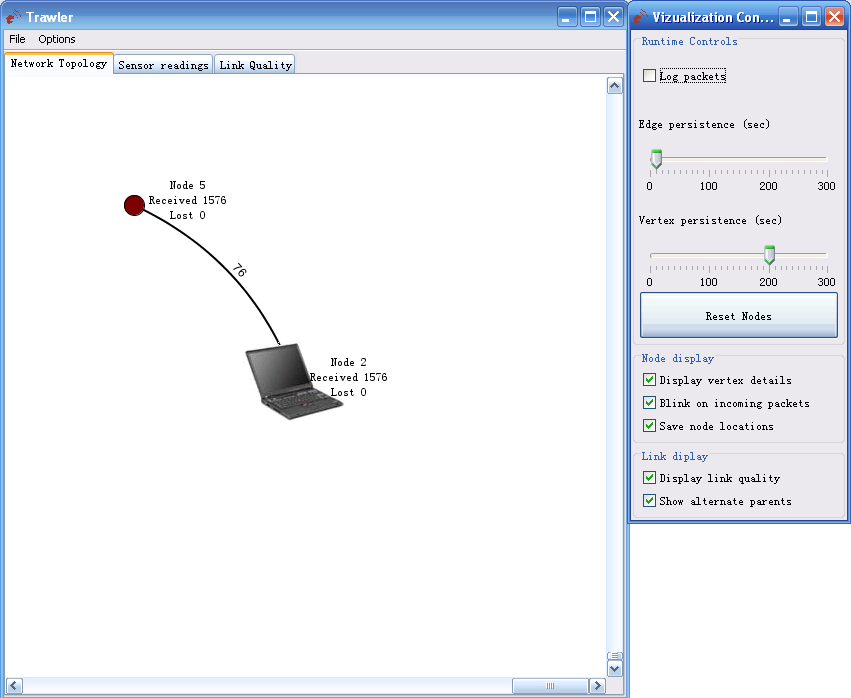 Trawler
File Options
Network Topology Sensor readings Link Quality
Node 5
Received 1576
Lost 0
76
Node 2
Received 1576
Lost 0
Vizualization Con...
Runtime Controls
Log packets
Edge persistence (sec)
0 100 200 300
Vertex persistence (sec)
0 100 200 300
Reset Nodes
Node display
Display vertex details
Blink on incoming packets
Save node locations
Link diplay
Display link quality
Show alternate parents